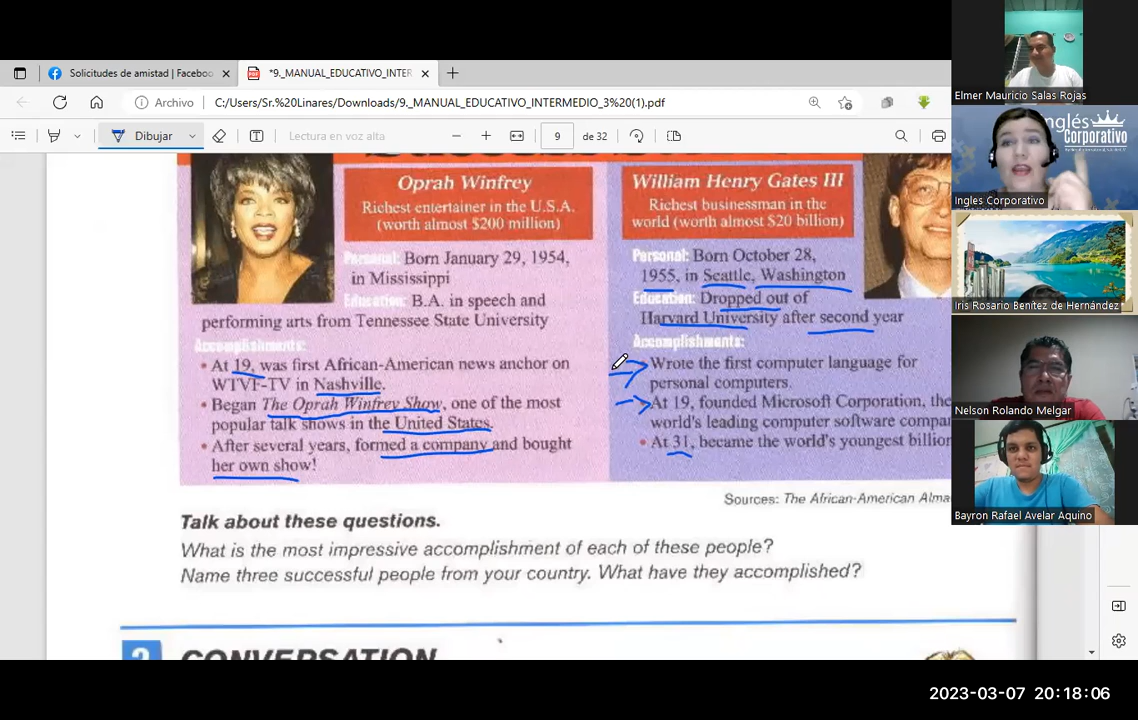 Solicitudes de amistad | Faceboo
*9._MANUAL_EDUCATIVO_INTER
Archivo
C:/Users/Sr.%20Linares/Downloads/9._MANUAL_EDUCATIVO_INTERMEDIO_3%20(1).pdf
Dibujar
Lectura en voz alta
9
de 32
Oprah Winfrey
Richest entertainer in the U.S.A.
(worth almost $200 million)
Personal: Born January 29, 1954,
in Mississippi
Education: B.A. in speech and
performing arts from Tennessee State University
Accomplishments:
• At 19, was first African-American news anchor on
WTVF-TV in Nashville.
• Began The Oprah Winfrey Show, one of the most
popular talk shows in the United States.
• After several years, formed a company and bought
her own show!
William Henry Gates III
Richest businessman in the
world (worth almost $20 billion)
Personal: Born October 28,
1955, in Seattle, Washington
Education: Dropped out of
Harvard University after second year
Accomplishments:
Wrote the first computer language for
personal computers.
At 19, founded Microsoft Corporation, the
world's leading computer software compa
• At 31, became the world's youngest billion
Sources: The African-American Alma
Talk about these questions.
What is the most impressive accomplishment of each of these people?
Name three successful people from your country. What have they accomplished?
CONVERSATION
Elmer Mauricio Salas Rojas
Inglés
Corporativo
Ingles Corporativo
Iris Rosario Benítez de Hernández
Nelson Rolando Melgar
Bayron Rafael Avelar Aquino
2023-03-07 20:18:06